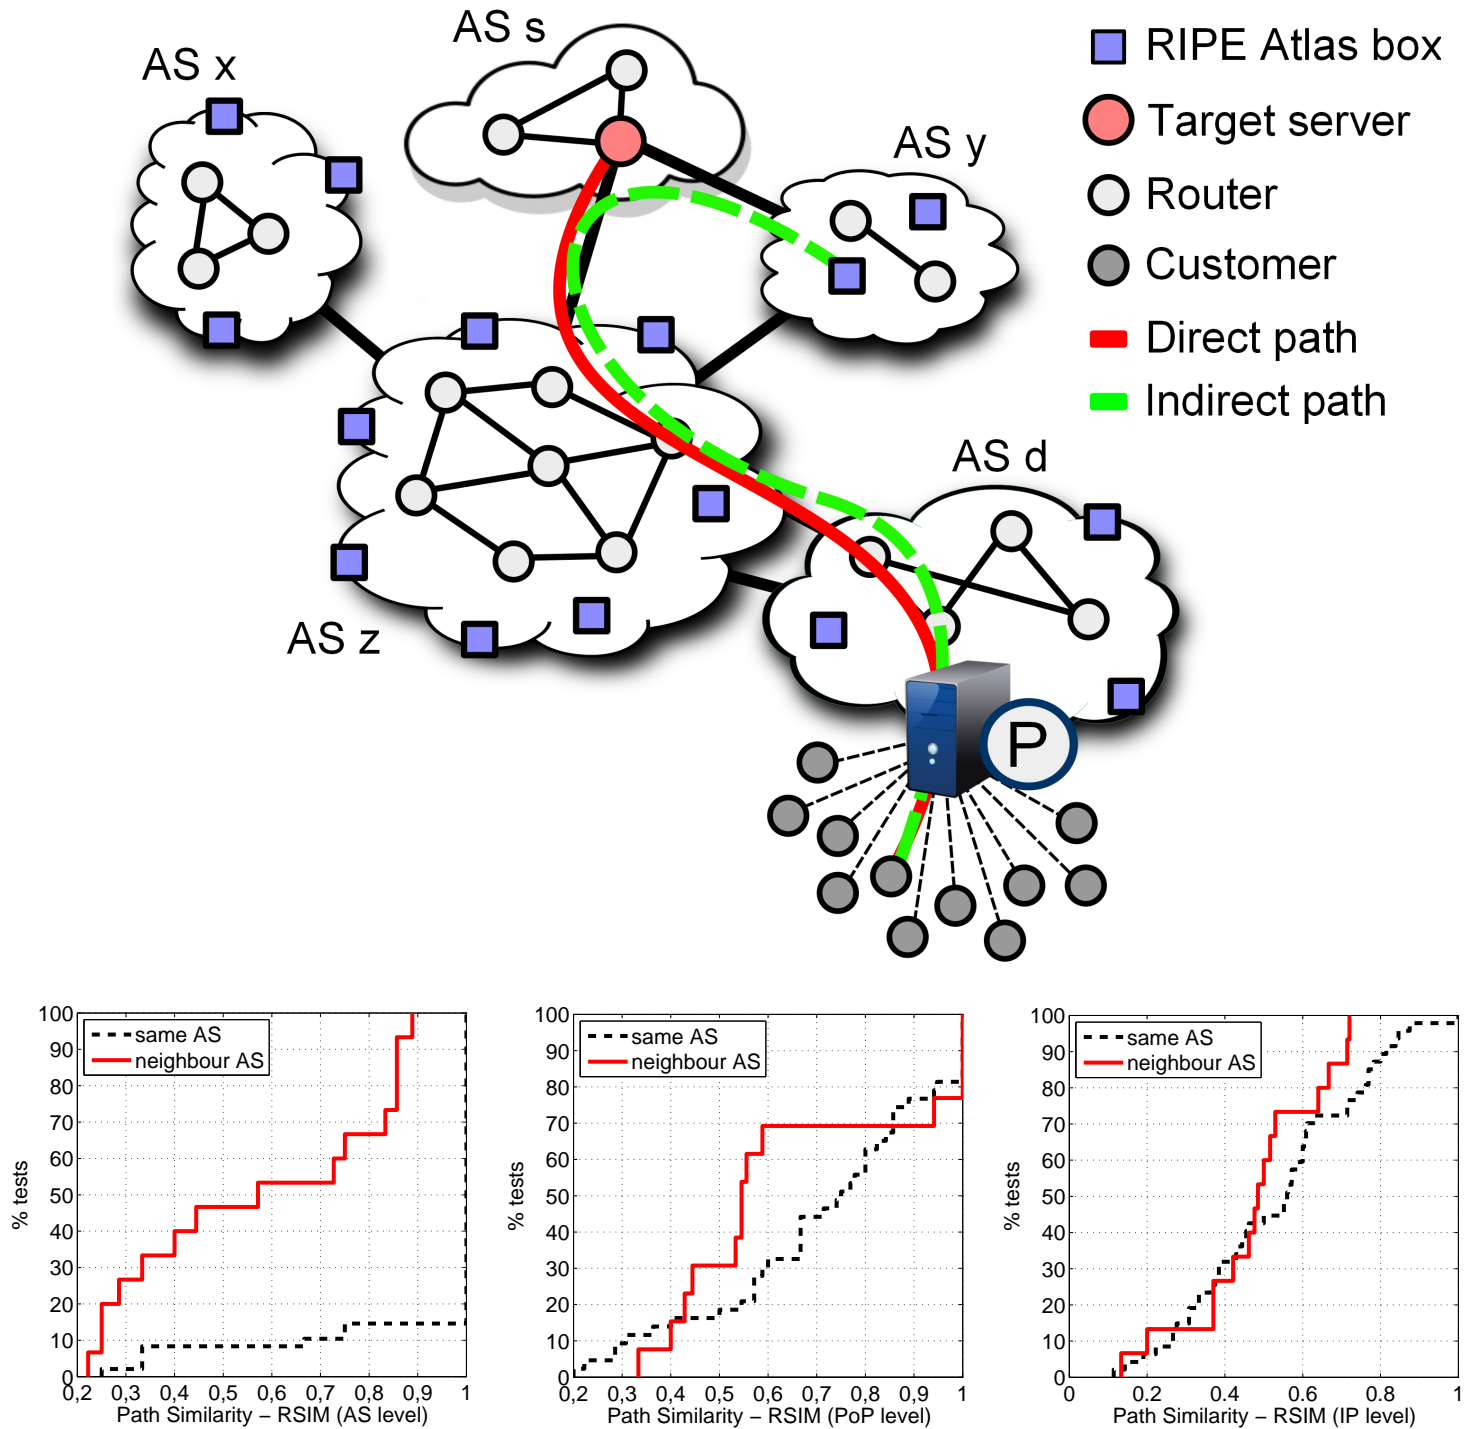 AS s
AS x
AS y
RIPE Atlas box
Target server
Router
Customer
Direct path
Indirect path
AS d
AS z
P
100
90
80
70
60
50
40
30
20
10
0
% tests
same AS
neighbour AS
0,2 0,3 0,4 0,5 0,6 0,7 0,8 0,9 1
Path Similarity – RSIM (AS level)
100
90
80
70
60
50
40
30
20
10
0
% tests
same AS
neighbour AS
0,2 0,3 0,4 0,5 0,6 0,7 0,8 0,9 1
Path Similarity – RSIM (PoP level)
100
90
80
70
60
50
40
30
20
10
0
% tests
same AS
neighbour AS
0 0.2 0.4 0.6 0.8 1
Path Similarity – RSIM (IP level)